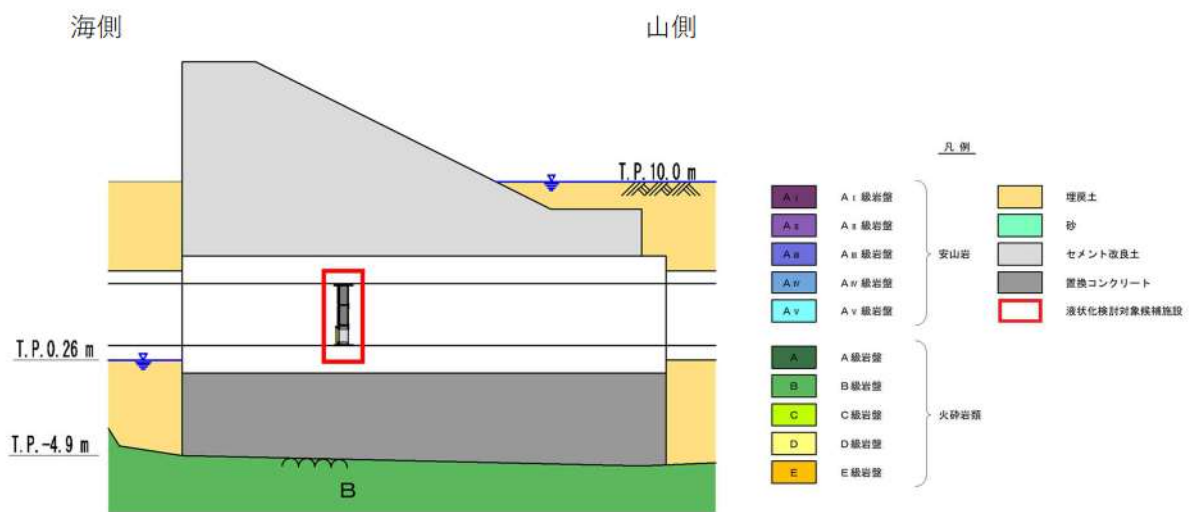 海側
山側
T.P.10.0 m
T.P.0.26 m
T.P.-4.9 m
B
凡 例
AⅠ AⅠ級岩盤
AⅡ AⅡ級岩盤
AⅢ AⅢ級岩盤
AⅣ AⅣ級岩盤
AⅤ AⅤ級岩盤
安山岩
A A級岩盤
B B級岩盤
C C級岩盤
D D級岩盤
E E級岩盤
火砕岩類
埋戻土
砂
セメント改良土
置換コンクリート
液状化検討対象候補施設